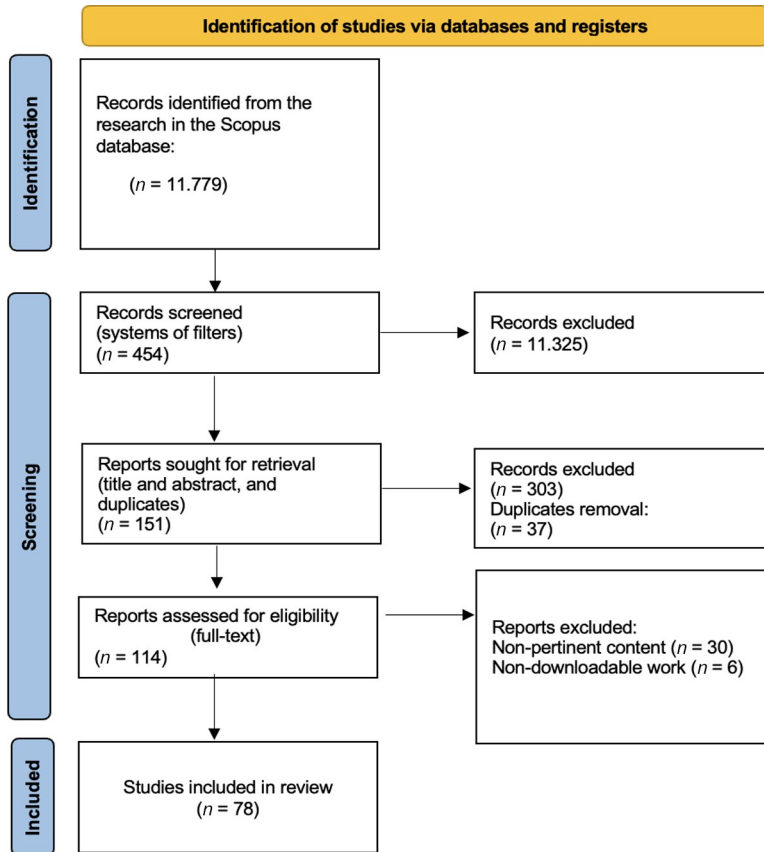 Identification of studies via databases and registers
Identification
Records identified from the
research in the Scopus
database:
(n = 11.779)
Screening
Records screened
(systems of filters)
(n = 454)
Records excluded
(n = 11.325)
Reports sought for retrieval
(title and abstract, and
duplicates)
(n = 151)
Records excluded
(n = 303)
Duplicates removal:
(n = 37)
Reports assessed for eligibility
(full-text)
(n = 114)
Reports excluded:
Non-pertinent content (n = 30)
Non-downloadable work (n = 6)
Included
Studies included in review
(n = 78)